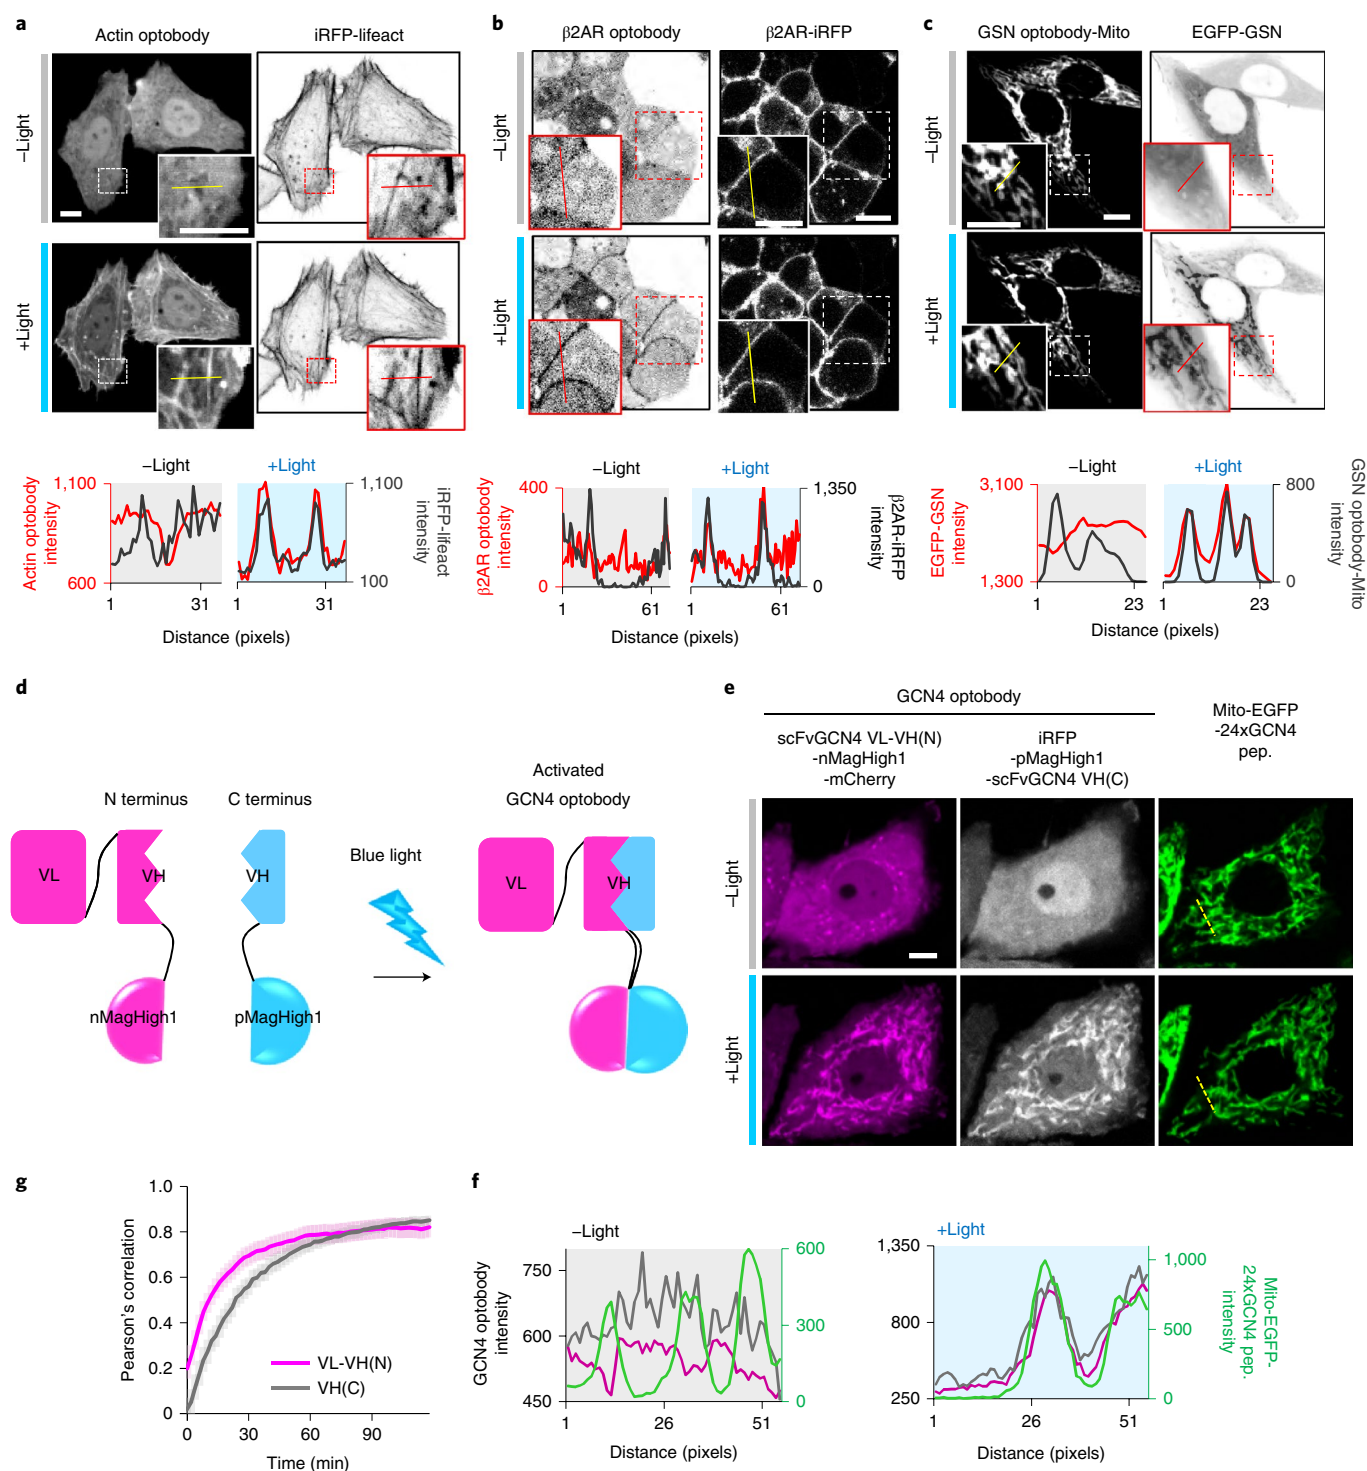 a
Actin optobody
iRFP-lifeact
–Light
+Light
–Light
+Light
1,100
600
Actin optobody
intensity
1,100
100
iRFP-lifeact
intensity
1
31
1
31
Distance (pixels)
b
β2AR optobody
β2AR-iRFP
–Light
+Light
–Light
+Light
400
0
β2AR optobody
intensity
1,350
0
β2AR-iRFP
intensity
1
61
1
61
Distance (pixels)
c
GSN optobody-Mito
EGFP-GSN
–Light
+Light
–Light
+Light
3,100
1,300
EGFP-GSN
intensity
800
0
GSN optobody-Mito
intensity
1
23
1
23
Distance (pixels)
d
N terminus
C terminus
VL
VH
VH
nMagHigh1
pMagHigh1
Blue light
Activated
GCN4 optobody
VL
VH
e
GCN4 optobody
scFvGCN4 VL-VH(N)
-nMagHigh1
-mCherry
iRFP
-pMagHigh1
-scFvGCN4 VH(C)
Mito-EGFP
-24xGCN4
pep.
–Light
+Light
g
Pearson's correlation
1.0
0.8
0.6
0.4
0.2
0
VL-VH(N)
VH(C)
0
30
60
90
Time (min)
f
–Light
GCN4 optobody
intensity
750
600
450
600
300
0
1
26
51
Distance (pixels)
+Light
1,350
800
250
1,000
500
0
Mito-EGFP-
24xGCN4 pep.
intensity
1
26
51
Distance (pixels)